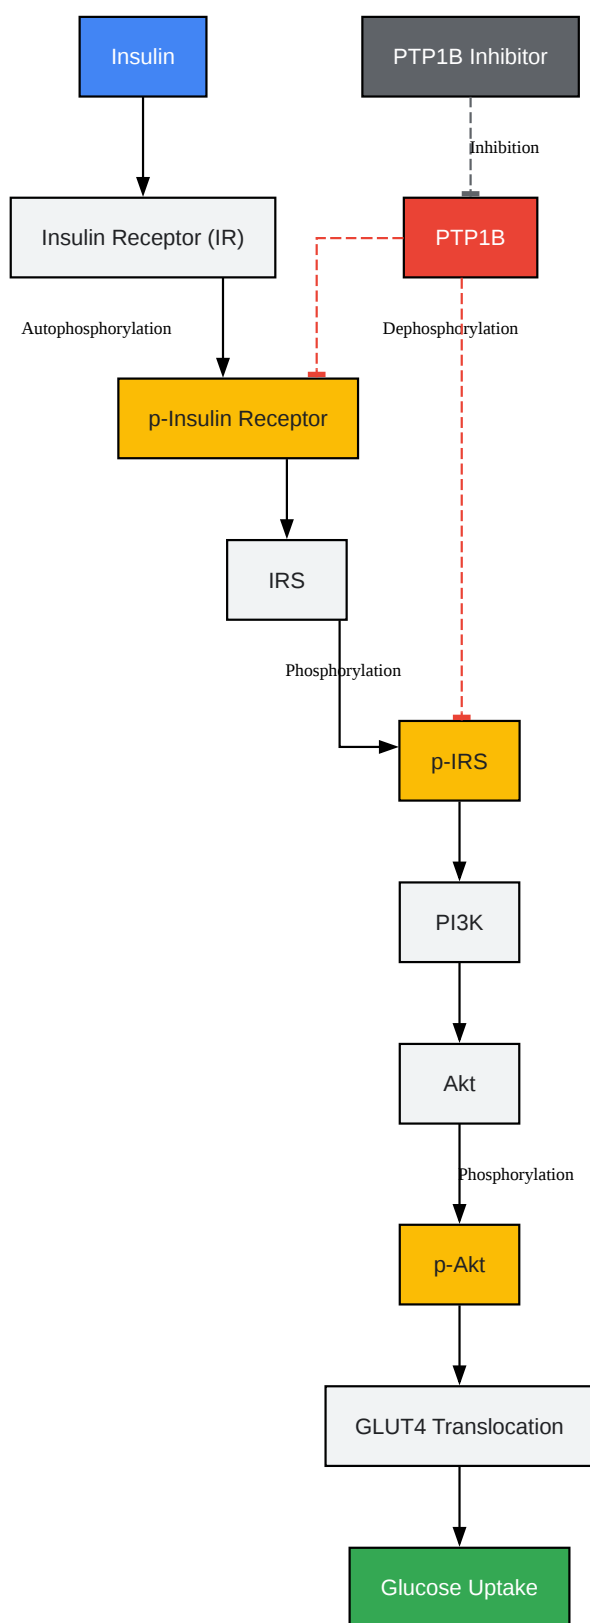 Insulin
PTP1B Inhibitor
Inhibition
Insulin Receptor (IR)
PTP1B
Autophosphorylation
Dephosphorylation
p-Insulin Receptor
IRS
Phosphorylation
p-IRS
PI3K
Akt
Phosphorylation
p-Akt
GLUT4 Translocation
Glucose Uptake